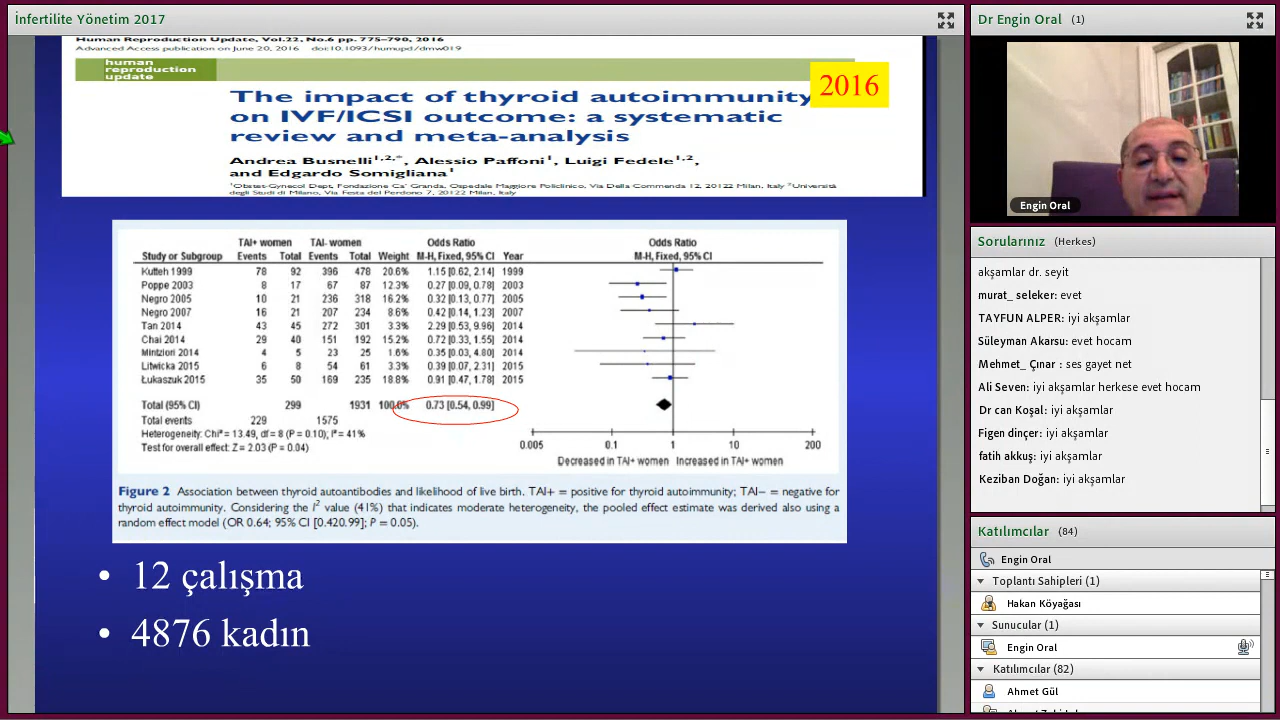 İnfertilite Yönetim 2017
Human Reproduction Update, Vol.22, No.6 pp. 775–790, 2016
Advanced Access publication on June 20, 2016 doi:10.1093/humupd/dmw019
human
reproduction
update
2016
The impact of thyroid autoimmunity
on IVF/ICSI outcome: a systematic
review and meta-analysis
Andrea Busnelli1,2,*, Alessio Paffoni1, Luigi Fedele1,2,
and Edgardo Somigliana1
1Obstet-Gynecol Dept, Fondazione Ca' Granda, Ospedale Maggiore Policlinico, Via Della Commenda 12, 20122 Milan, Italy 2Università
degli Studi di Milano, Via Festa del Perdono 7, 20122 Milan, Italy
TAI+ women TAI- women Odds Ratio Odds Ratio
Study or Subgroup Events Total Events Total Weight M-H, Fixed, 95% CI Year M-H, Fixed, 95% CI
Kutteh 1999 78 92 396 478 20.6% 1.15 [0.62, 2.14] 1999
Poppe 2003 8 17 67 87 12.3% 0.27 [0.09, 0.78] 2003
Negro 2005 10 21 236 318 16.2% 0.32 [0.13, 0.77] 2005
Negro 2007 16 21 207 234 8.6% 0.42 [0.14, 1.23] 2007
Tan 2014 43 45 272 301 3.3% 2.29 [0.53, 9.96] 2014
Chai 2014 29 40 151 192 15.2% 0.72 [0.33, 1.55] 2014
Mintziori 2014 4 5 23 25 1.6% 0.35 [0.03, 4.80] 2014
Litwicka 2015 6 8 54 61 3.4% 0.39 [0.07, 2.31] 2015
Łukaszuk 2015 35 50 169 235 18.8% 0.91 [0.47, 1.78] 2015
Total (95% CI) 299 1931 100.0% 0.73 [0.54, 0.99]
Total events 229 1575
Heterogeneity: Chi² = 13.49, df = 8 (P = 0.10); I² = 41%
Test for overall effect: Z = 2.03 (P = 0.04)
0.005 0.1 1 10 200
Decreased in TAI+ women Increased in TAI+ women
Figure 2 Association between thyroid autoantibodies and likelihood of live birth. TAI+ = positive for thyroid autoimmunity; TAI− = negative for
thyroid autoimmunity. Considering the I² value (41%) that indicates moderate heterogeneity, the pooled effect estimate was derived also using a
random effect model (OR 0.64; 95% CI [0.420.99]; P = 0.05).
• 12 çalışma
• 4876 kadın
Dr Engin Oral (1)
Engin Oral
Sorularınız (Herkes)
akşamlar dr. seyit
murat_ seleker: evet
TAYFUN ALPER: iyi akşamlar
Süleyman Akarsu: evet hocam
Mehmet_ Çınar : ses gayet net
Ali Seven: iyi akşamlar herkese evet hocam
Dr can Koşal: iyi akşamlar
Figen dinçer: iyi akşamlar
fatih akkuş: iyi akşamlar
Keziban Doğan: iyi akşamlar
Katılımcılar (84)
Engin Oral
Toplantı Sahipleri (1)
Hakan Köyağası
Sunucular (1)
Engin Oral
Katılımcılar (82)
Ahmet Gül